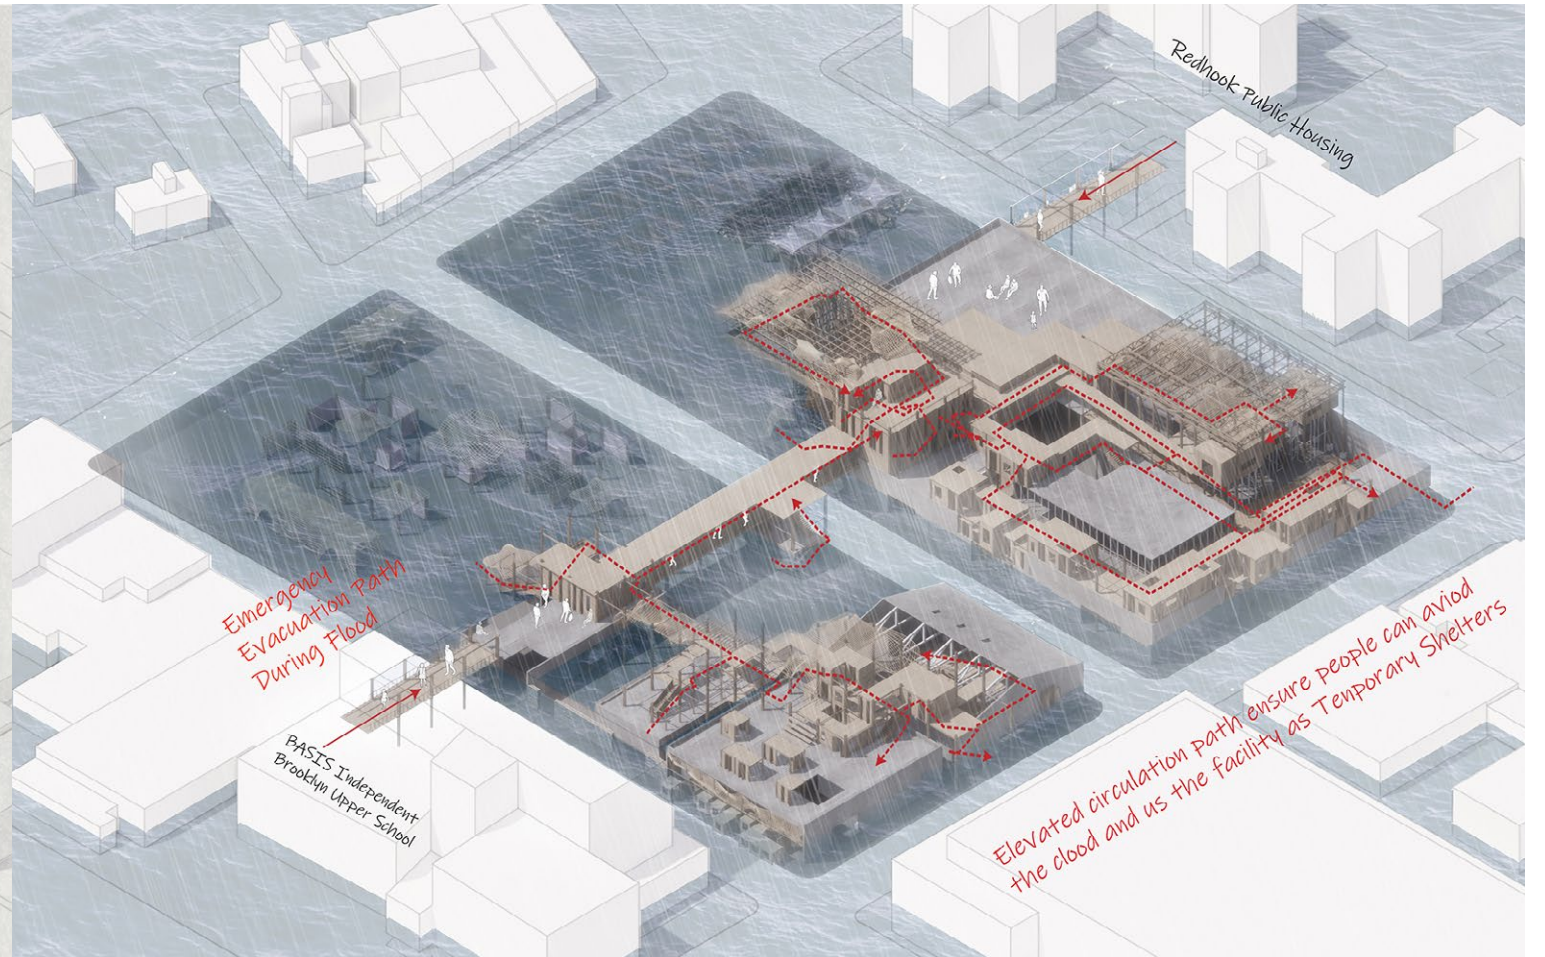 Redhook Public Housing
Emergency
Evacuation Path
During Flood
BASIS Independent
Brooklyn Upper School
Elevated circulation path ensure people can aviod
the clood and us the facility as Tenporary Shelters